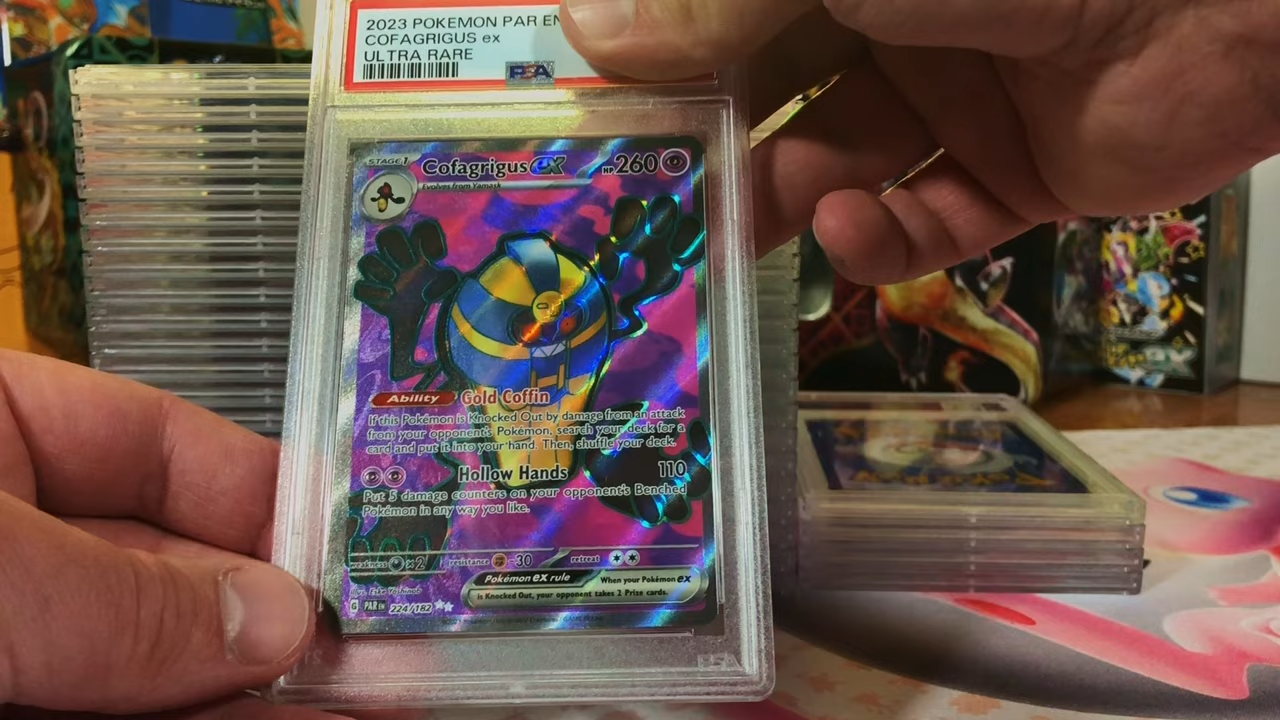 2023 POKEMON PAR EN
COFAGRIGUS ex
ULTRA RARE
PSA
STAGE 1
Cofagrigus ex
HP 260
Evolves from Yamask
Ability Gold Coffin
If this Pokémon is Knocked Out by damage from an attack
from your opponent's Pokémon, search your deck for a
card and put it into your hand. Then, shuffle your deck.
Hollow Hands 110
Put 5 damage counters on your opponent's Benched
Pokémon in any way you like.
weakness ×2 resistance -30 retreat
Pokémon ex rule When your Pokémon ex
is Knocked Out, your opponent takes 2 Prize cards.
G PAR EN 224/182
PSA